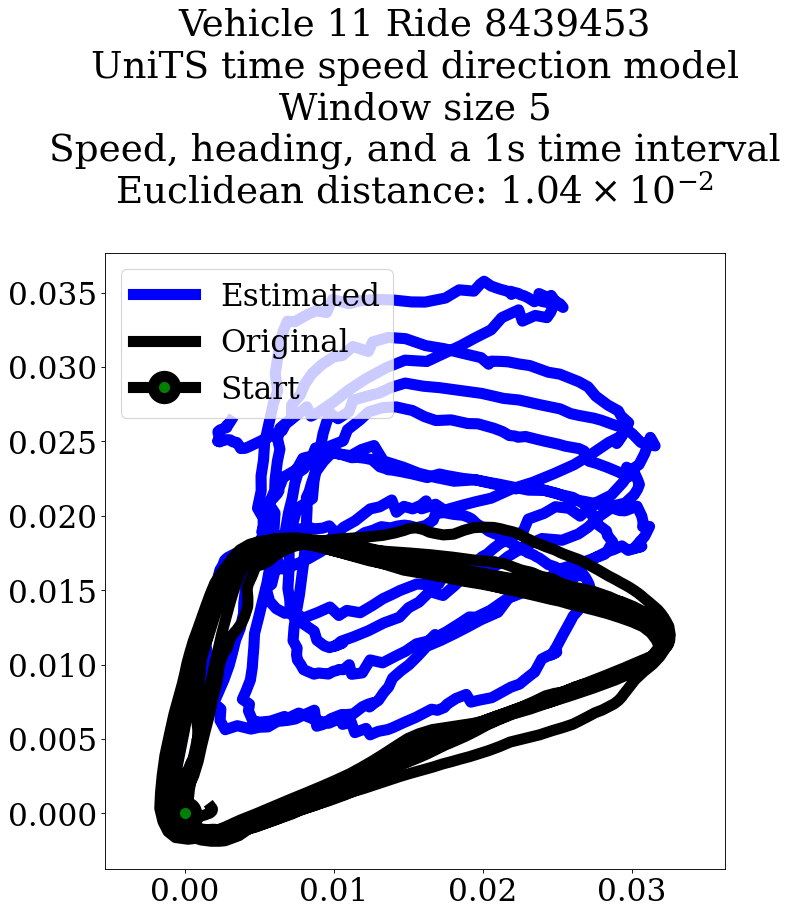 Vehicle 11 Ride 8439453
UniTS time speed direction model
Window size 5
Speed, heading, and a 1s time interval
Euclidean distance: 1.04 × 10⁻²
Estimated
Original
Start
0.035
0.030
0.025
0.020
0.015
0.010
0.005
0.000
0.00 0.01 0.02 0.03